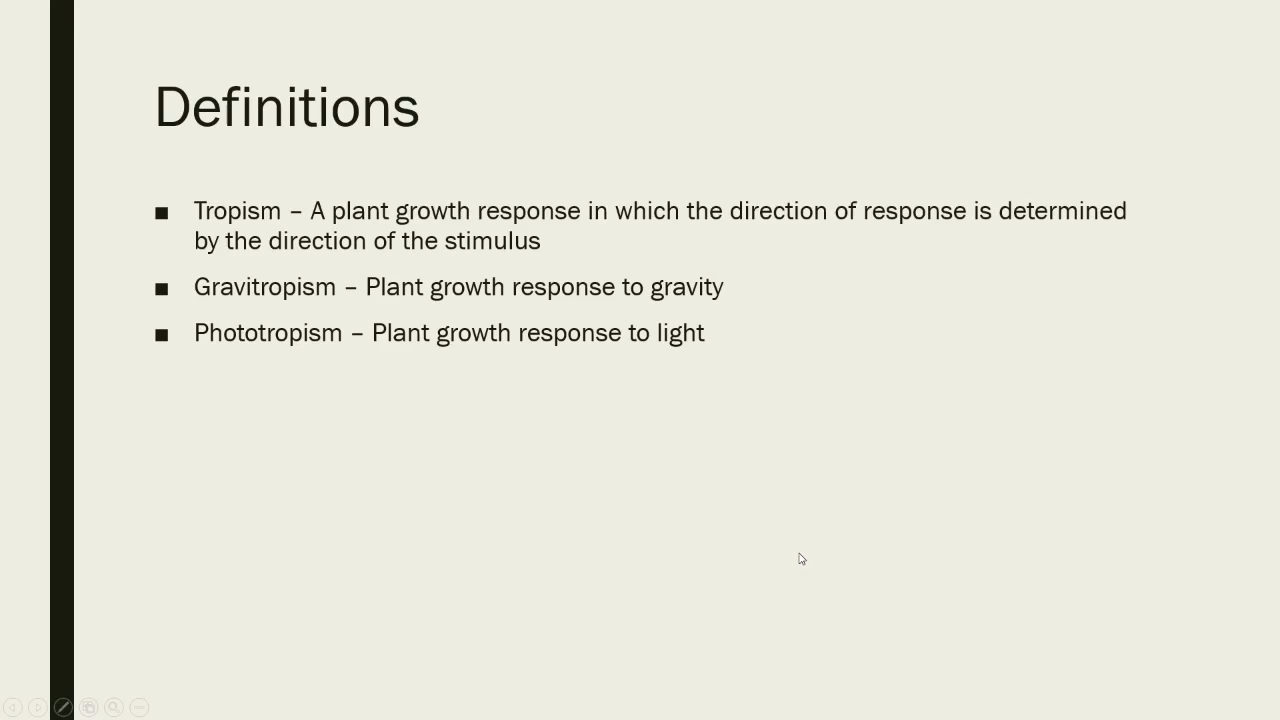 Definitions
■ Tropism – A plant growth response in which the direction of response is determined
by the direction of the stimulus
■ Gravitropism – Plant growth response to gravity
■ Phototropism – Plant growth response to light